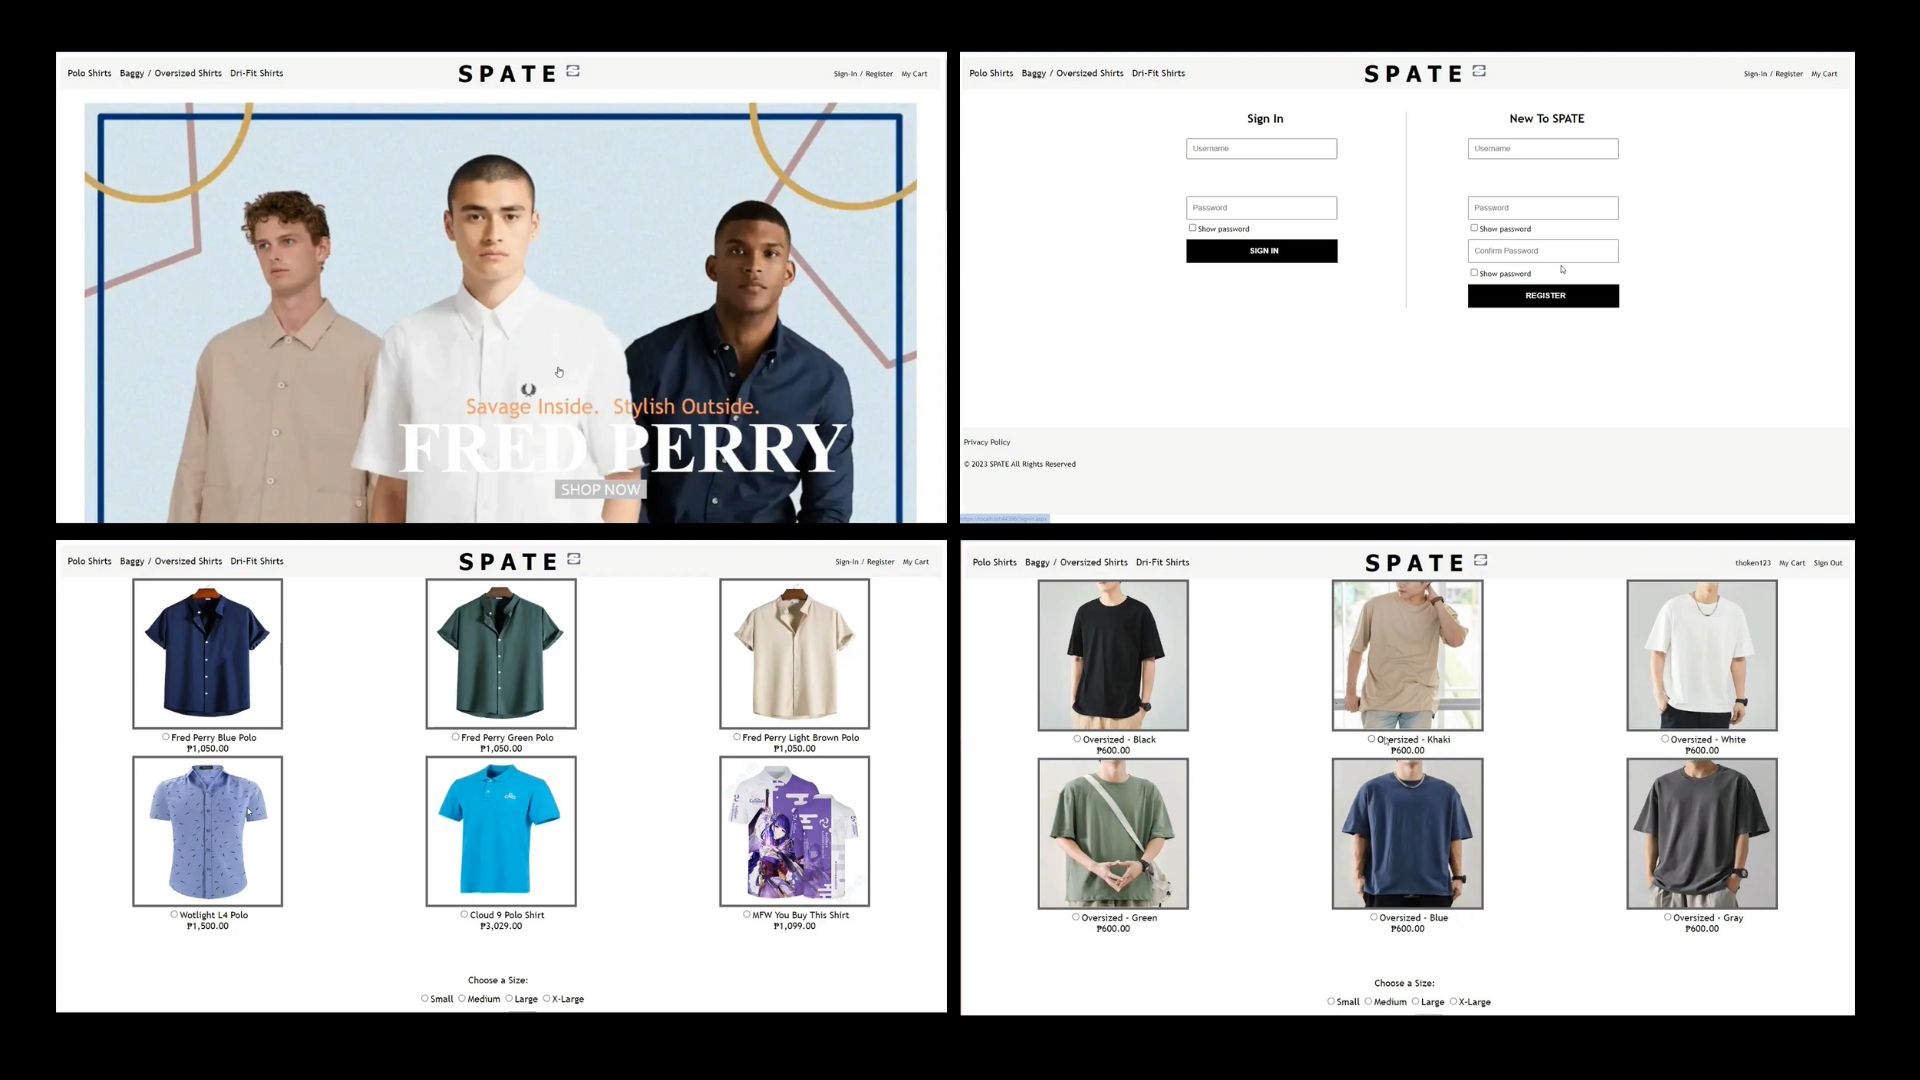 Polo Shirts Baggy / Oversized Shirts Dri-Fit Shirts SPATE Sign-In / Register My Cart
Savage Inside. Stylish Outside.
FRED PERRY
SHOP NOW
Polo Shirts Baggy / Oversized Shirts Dri-Fit Shirts SPATE Sign-In / Register My Cart
Sign In New To SPATE
Username Username
Password Password
Show password Show password
SIGN IN Confirm Password
Show password
REGISTER
Privacy Policy
© 2023 SPATE All Rights Reserved
Polo Shirts Baggy / Oversized Shirts Dri-Fit Shirts SPATE Sign-In / Register My Cart
Fred Perry Blue Polo Fred Perry Green Polo Fred Perry Light Brown Polo
₱1,050.00 ₱1,050.00 ₱1,050.00
Wotlight L4 Polo Cloud 9 Polo Shirt MFW You Buy This Shirt
₱1,500.00 ₱3,029.00 ₱1,099.00
Choose a Size:
Small Medium Large X-Large
Polo Shirts Baggy / Oversized Shirts Dri-Fit Shirts SPATE thoken123 My Cart Sign Out
Oversized - Black Oversized - Khaki Oversized - White
₱600.00 ₱600.00 ₱600.00
Oversized - Green Oversized - Blue Oversized - Gray
₱600.00 ₱600.00 ₱600.00
Choose a Size:
Small Medium Large X-Large